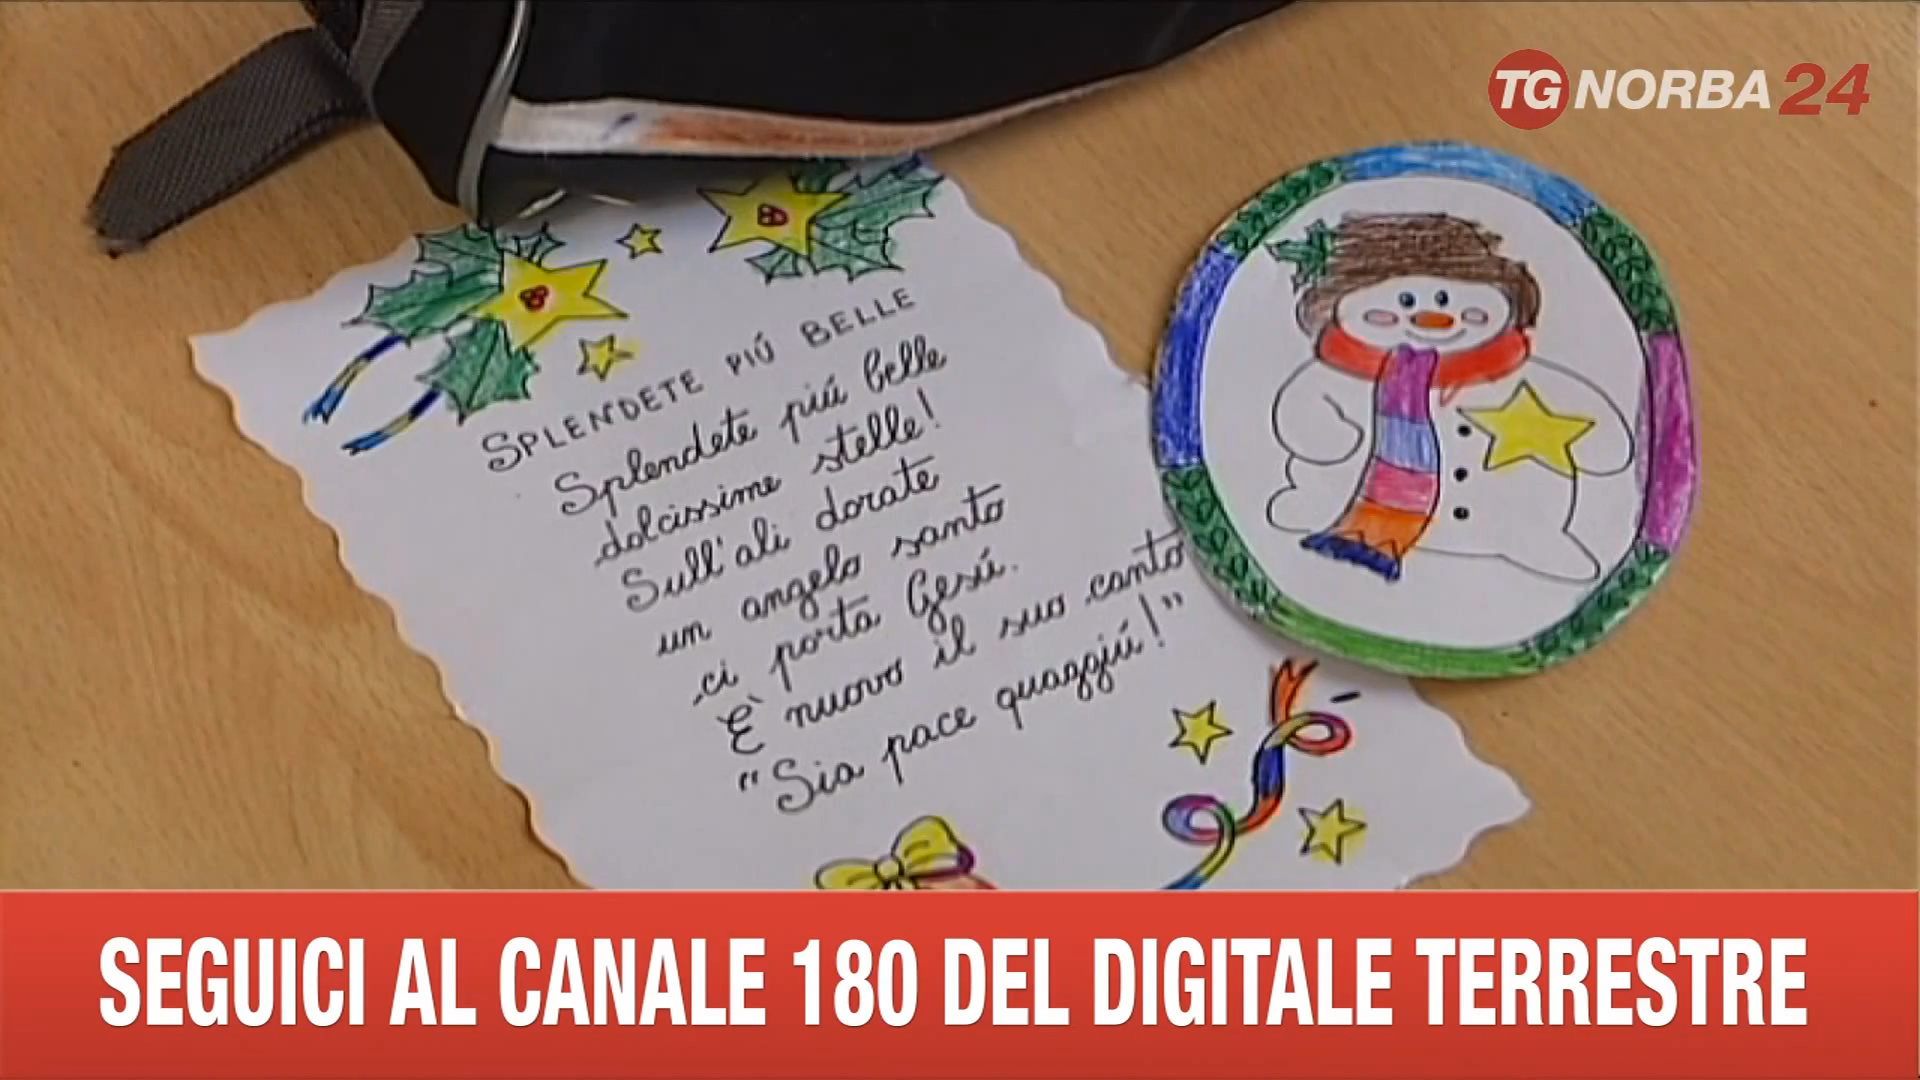 TG NORBA 24
SPLENDETE PIÚ BELLE
Splendete piú belle
dolcissime stelle!
Sull'ali dorate
un angelo santo
ci porta Gesú.
È nuovo il suo canto
"Sia pace quaggiú!"
SEGUICI AL CANALE 180 DEL DIGITALE TERRESTRE